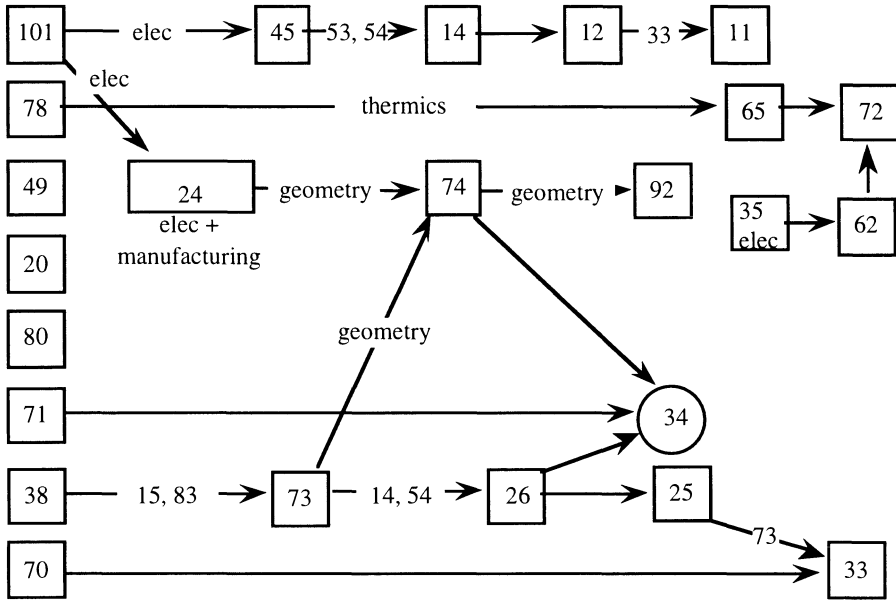 101 elec 45 53, 54 14 12 33 11
elec
78 thermics 65 72
49 24 geometry 74 geometry 92 35 62
elec + elec
manufacturing
20
geometry
80
71 34
38 15, 83 73 14, 54 26 25
73
70 33